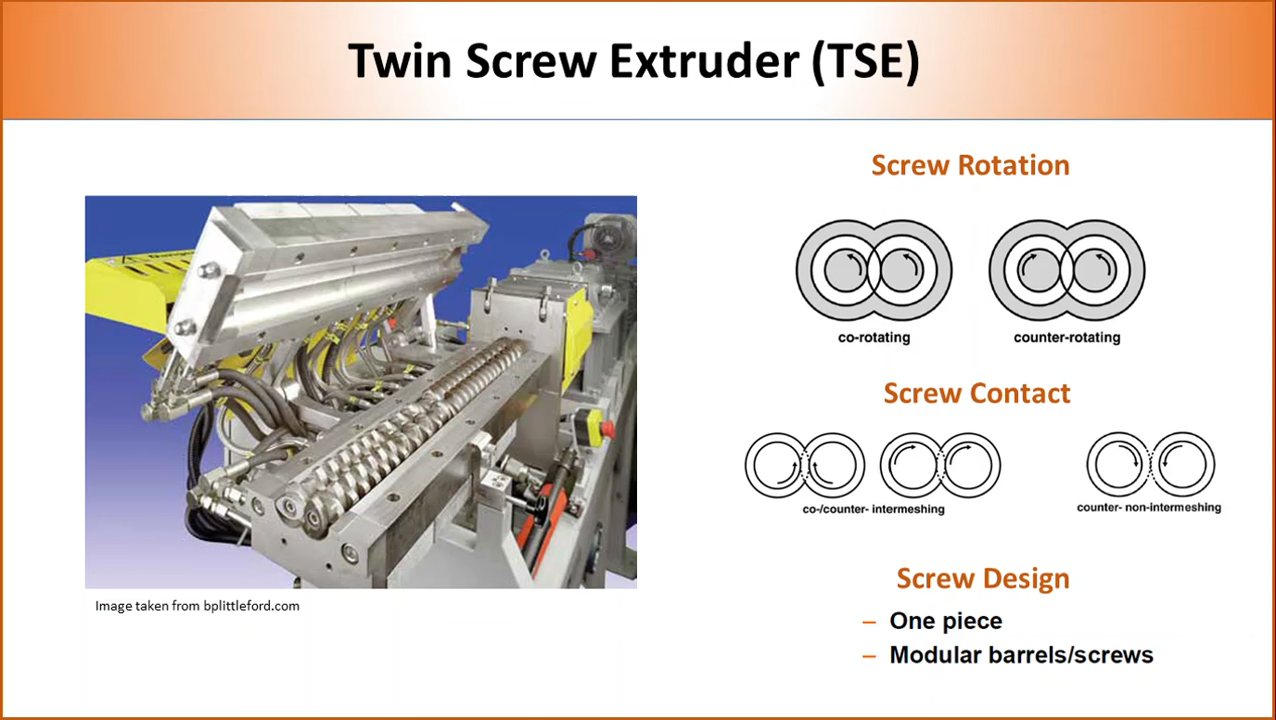 Twin Screw Extruder (TSE)
Screw Rotation
co-rotating
counter-rotating
Screw Contact
co-/counter- intermeshing
counter- non-intermeshing
Screw Design
– One piece
– Modular barrels/screws
Image taken from bplittleford.com